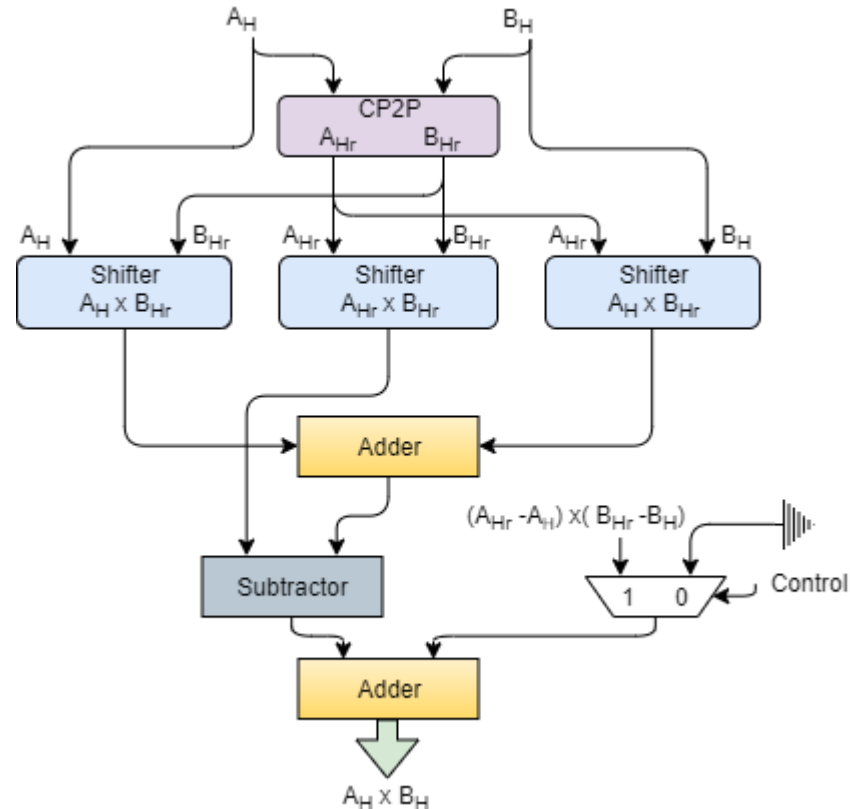 A_H B_H
CP2P
A_Hr B_Hr
A_H B_Hr A_Hr B_Hr A_Hr B_H
Shifter Shifter Shifter
A_H x B_Hr A_Hr x B_Hr A_H x B_Hr
Adder
(A_Hr -A_H) x( B_Hr -B_H)
Subtractor 1 0 Control
Adder
A_H x B_H